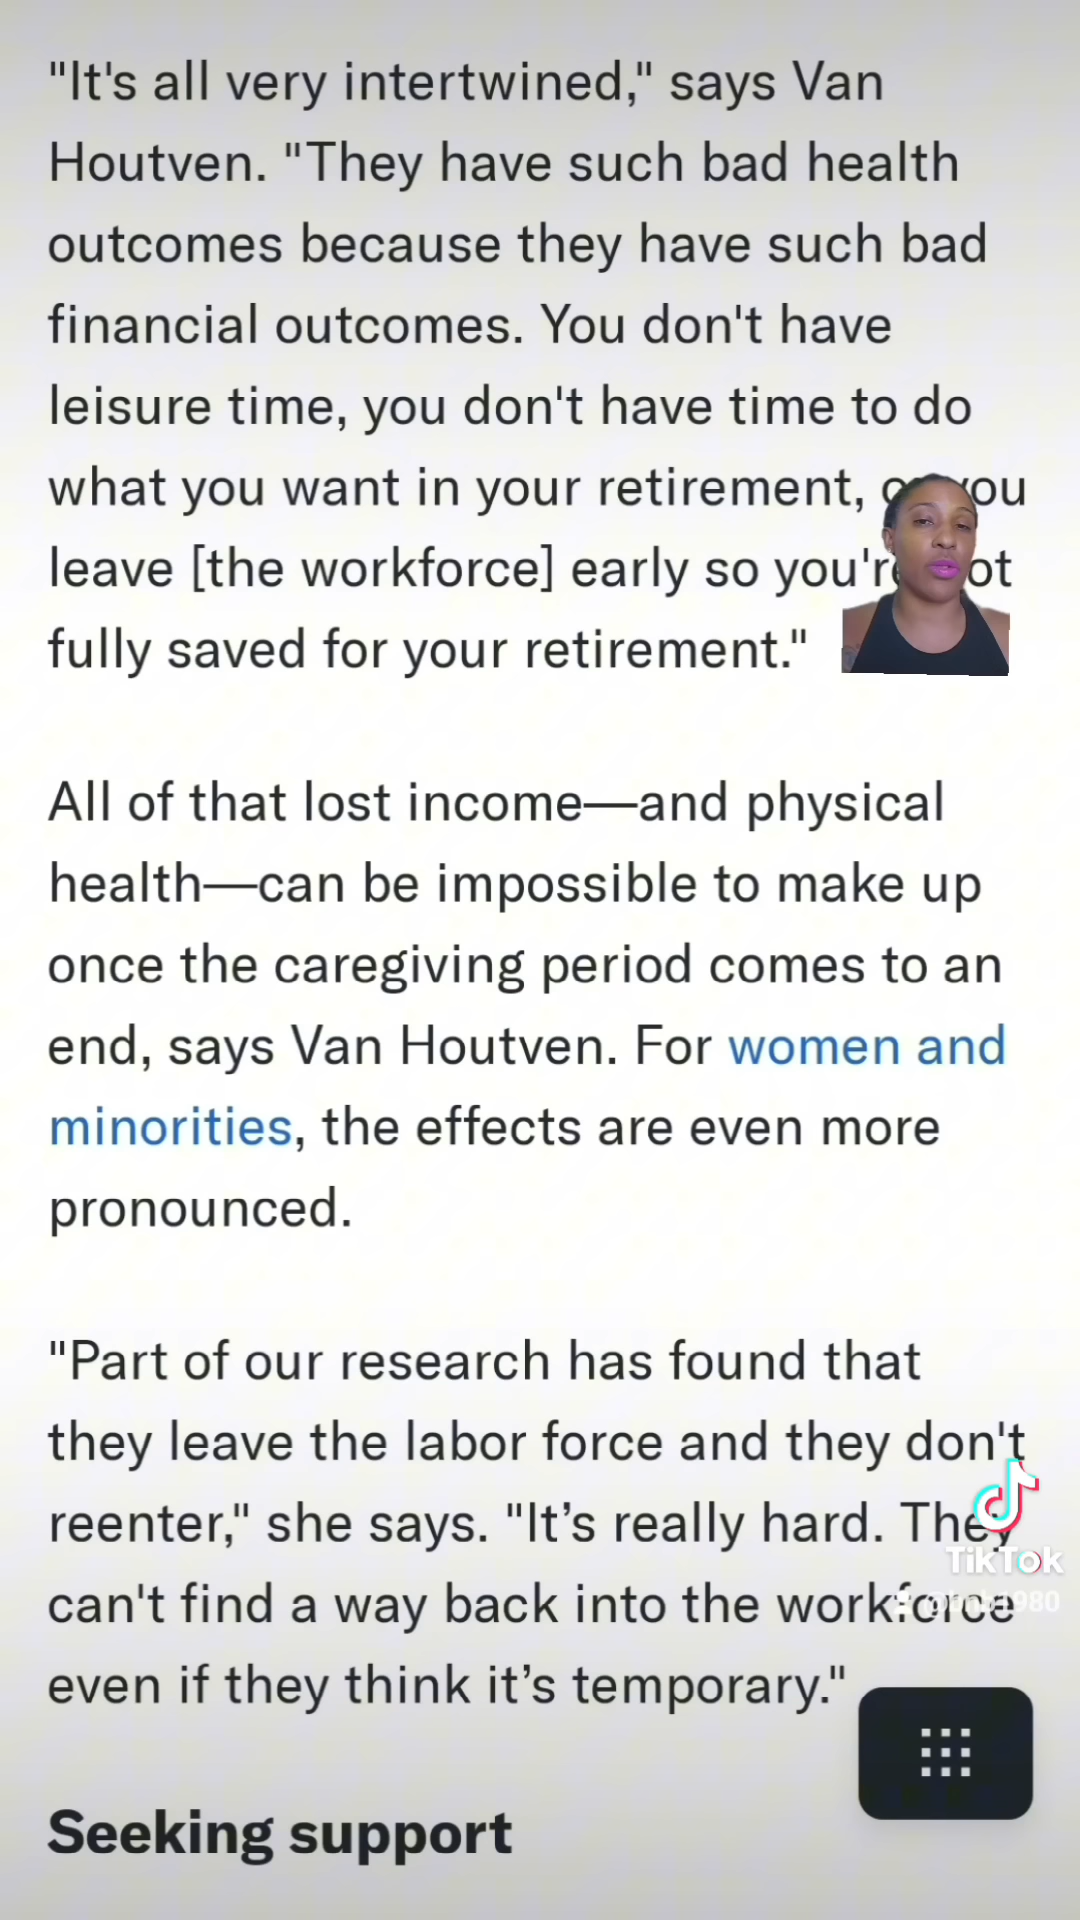 "It's all very intertwined," says Van
Houtven. "They have such bad health
outcomes because they have such bad
financial outcomes. You don't have
leisure time, you don't have time to do
what you want in your retirement, you
leave [the workforce] early so you're not
fully saved for your retirement."
All of that lost income—and physical
health—can be impossible to make up
once the caregiving period comes to an
end, says Van Houtven. For women and
minorities, the effects are even more
pronounced.
"Part of our research has found that
they leave the labor force and they don't
reenter," she says. "It’s really hard. They
can't find a way back into the workforce
even if they think it’s temporary."
TikTok
Seeking support